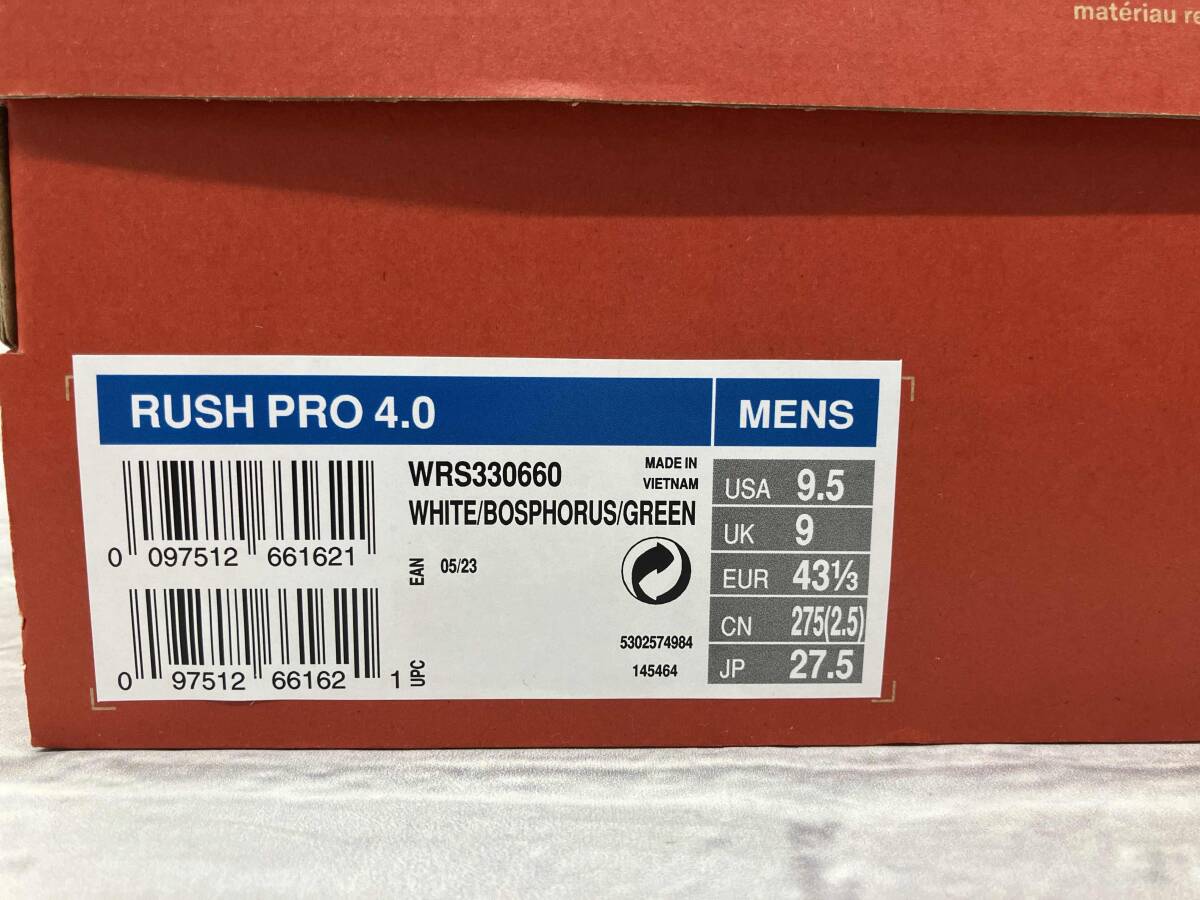 matériau
RUSH PRO 4.0
MENS
WRS330660
MADE IN
VIETNAM
WHITE/BOSPHORUS/GREEN
0 097512 661621
EAN 05/23
0 97512 66162 1
UPC
5302574984
145464
USA 9.5
UK 9
EUR 43⅓
CN 275(2.5)
JP 27.5